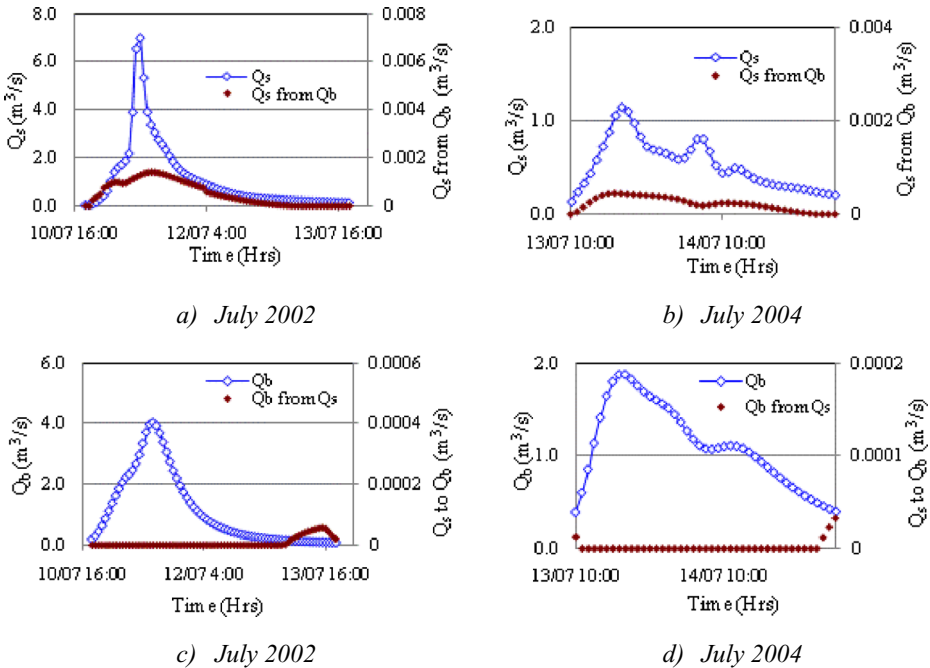 8.0
6.0
4.0
2.0
0.0
Qs (m³/s)
Qs
Qs from Qb
0.008
0.006
0.004
0.002
0
Qs from Qb (m³/s)
10/07 16:00 12/07 4:00 13/07 16:00
Time (Hrs)
a) July 2002
2.0
1.0
0.0
Qs (m³/s)
Qs
Qs from Qb
0.004
0.002
0
Qs from Qb (m³/s)
13/07 10:00 14/07 10:00
Time (Hrs)
b) July 2004
6.0
4.0
2.0
0.0
Qb (m³/s)
Qb
Qb from Qs
0.0006
0.0004
0.0002
0
Qs to Qb (m³/s)
10/07 16:00 12/07 4:00 13/07 16:00
Time (Hrs)
c) July 2002
2.0
1.0
0.0
Qb (m³/s)
Qb
Qb from Qs
0.0002
0.0001
0
Qs to Qb (m³/s)
13/07 10:00 14/07 10:00
Time (Hrs)
d) July 2004